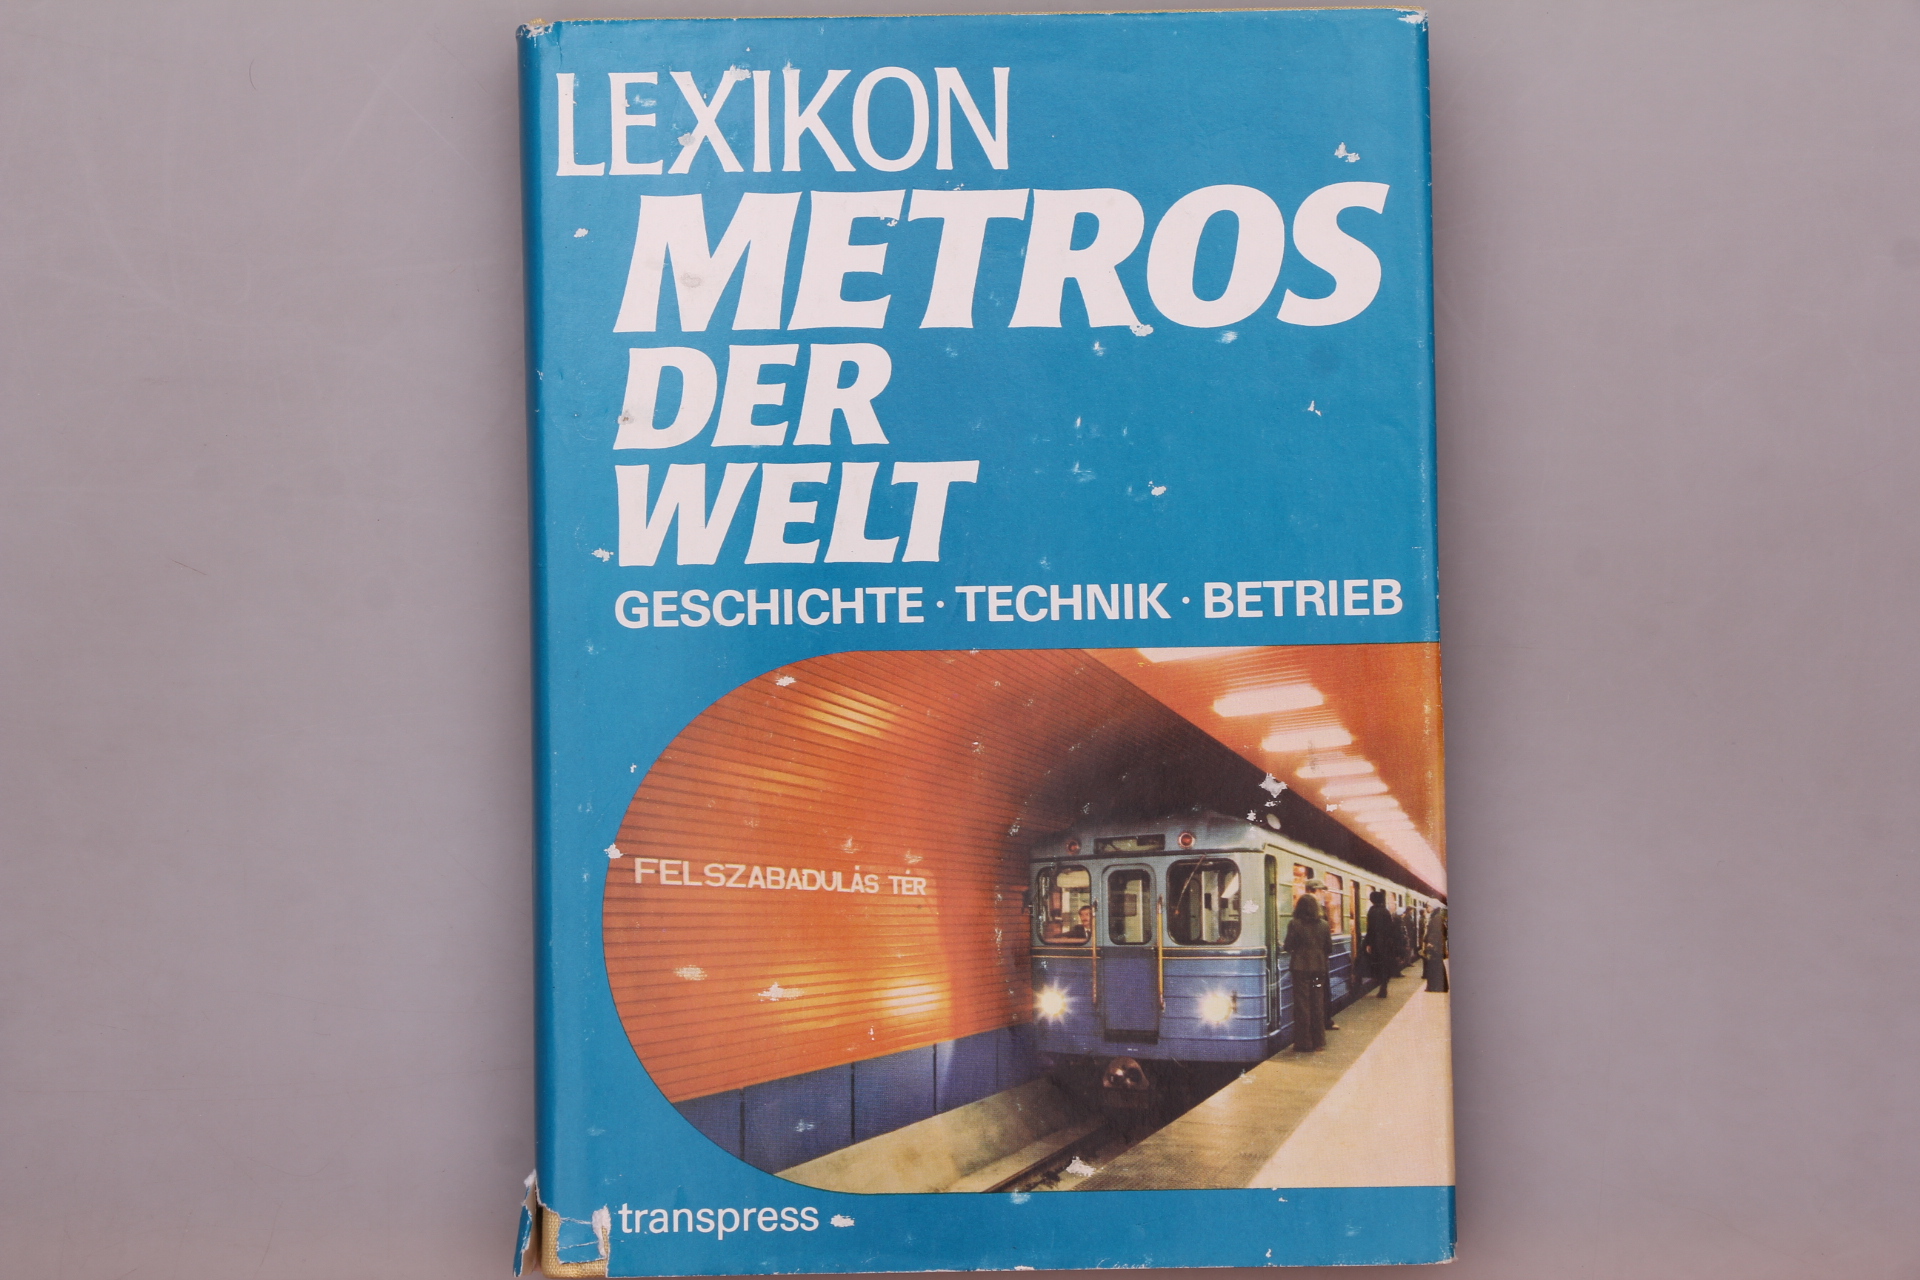 LEXIKON
METROS
DER
WELT
GESCHICHTE · TECHNIK · BETRIEB
FELSZABADULÁS TÉR
transpress